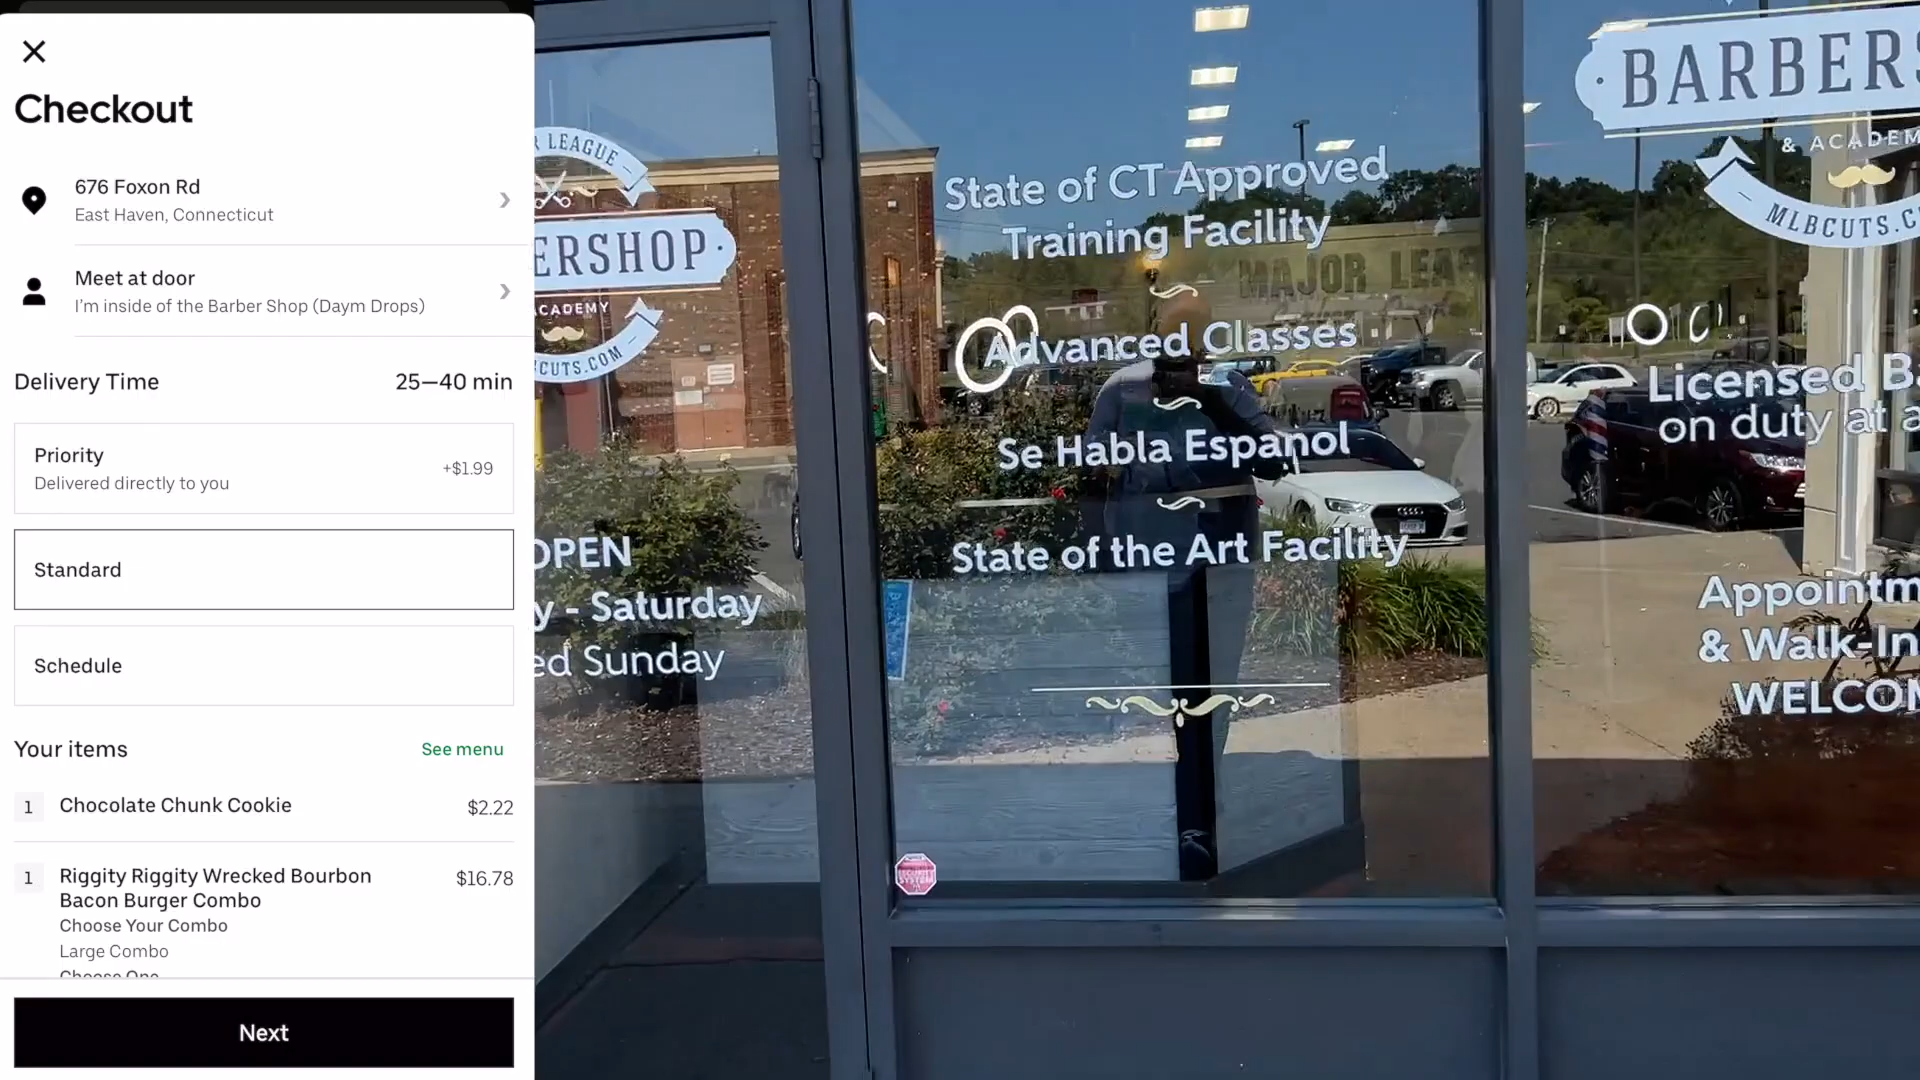 Checkout
676 Foxon Rd
East Haven, Connecticut
Meet at door
I'm inside of the Barber Shop (Daym Drops)
Delivery Time 25–40 min
Priority
Delivered directly to you
+$1.99
Standard
Schedule
Your items See menu
1 Chocolate Chunk Cookie $2.22
1 Riggity Riggity Wrecked Bourbon
Bacon Burger Combo
$16.78
Choose Your Combo
Large Combo
Choose One
Next
R LEAGUE
ERSHOP
ACADEMY
CUTS.COM
OPEN
y - Saturday
ed Sunday
State of CT Approved
Training Facility
MAJOR LEA
Advanced Classes
Se Habla Espanol
State of the Art Facility
BARBERS
& ACADEM
MLBCUTS.C
Licensed B
on duty at a
Appointm
& Walk-In
WELCOM